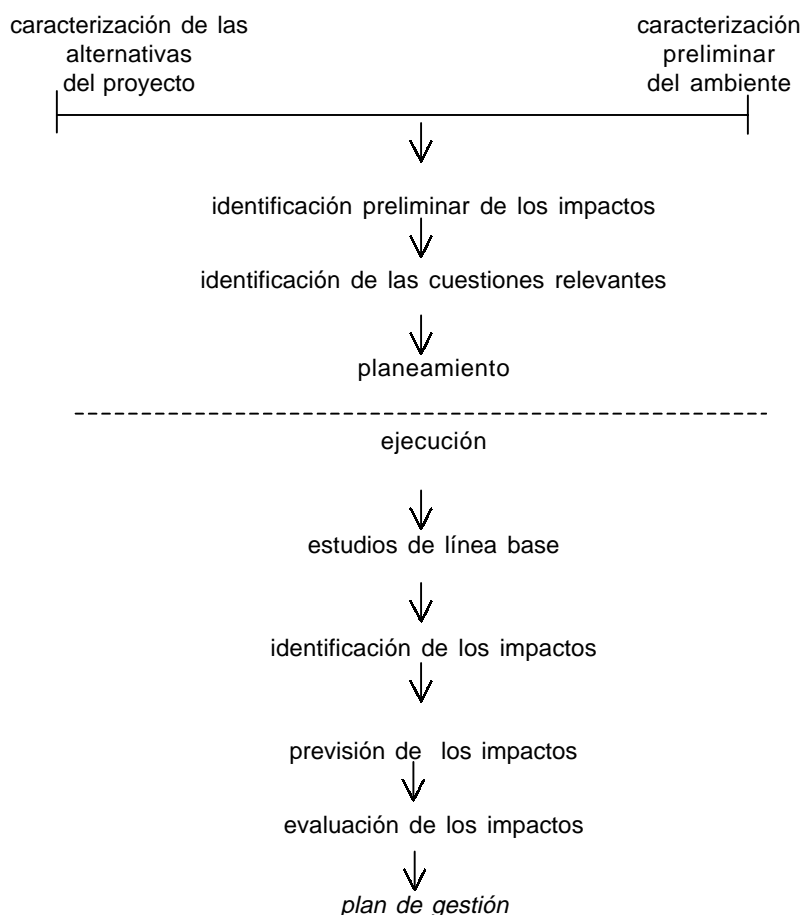 caracterización de las
alternativas
del proyecto
caracterización
preliminar
del ambiente
identificación preliminar de los impactos
identificación de las cuestiones relevantes
planeamiento
ejecución
estudios de línea base
identificación de los impactos
previsión de los impactos
evaluación de los impactos
plan de gestión